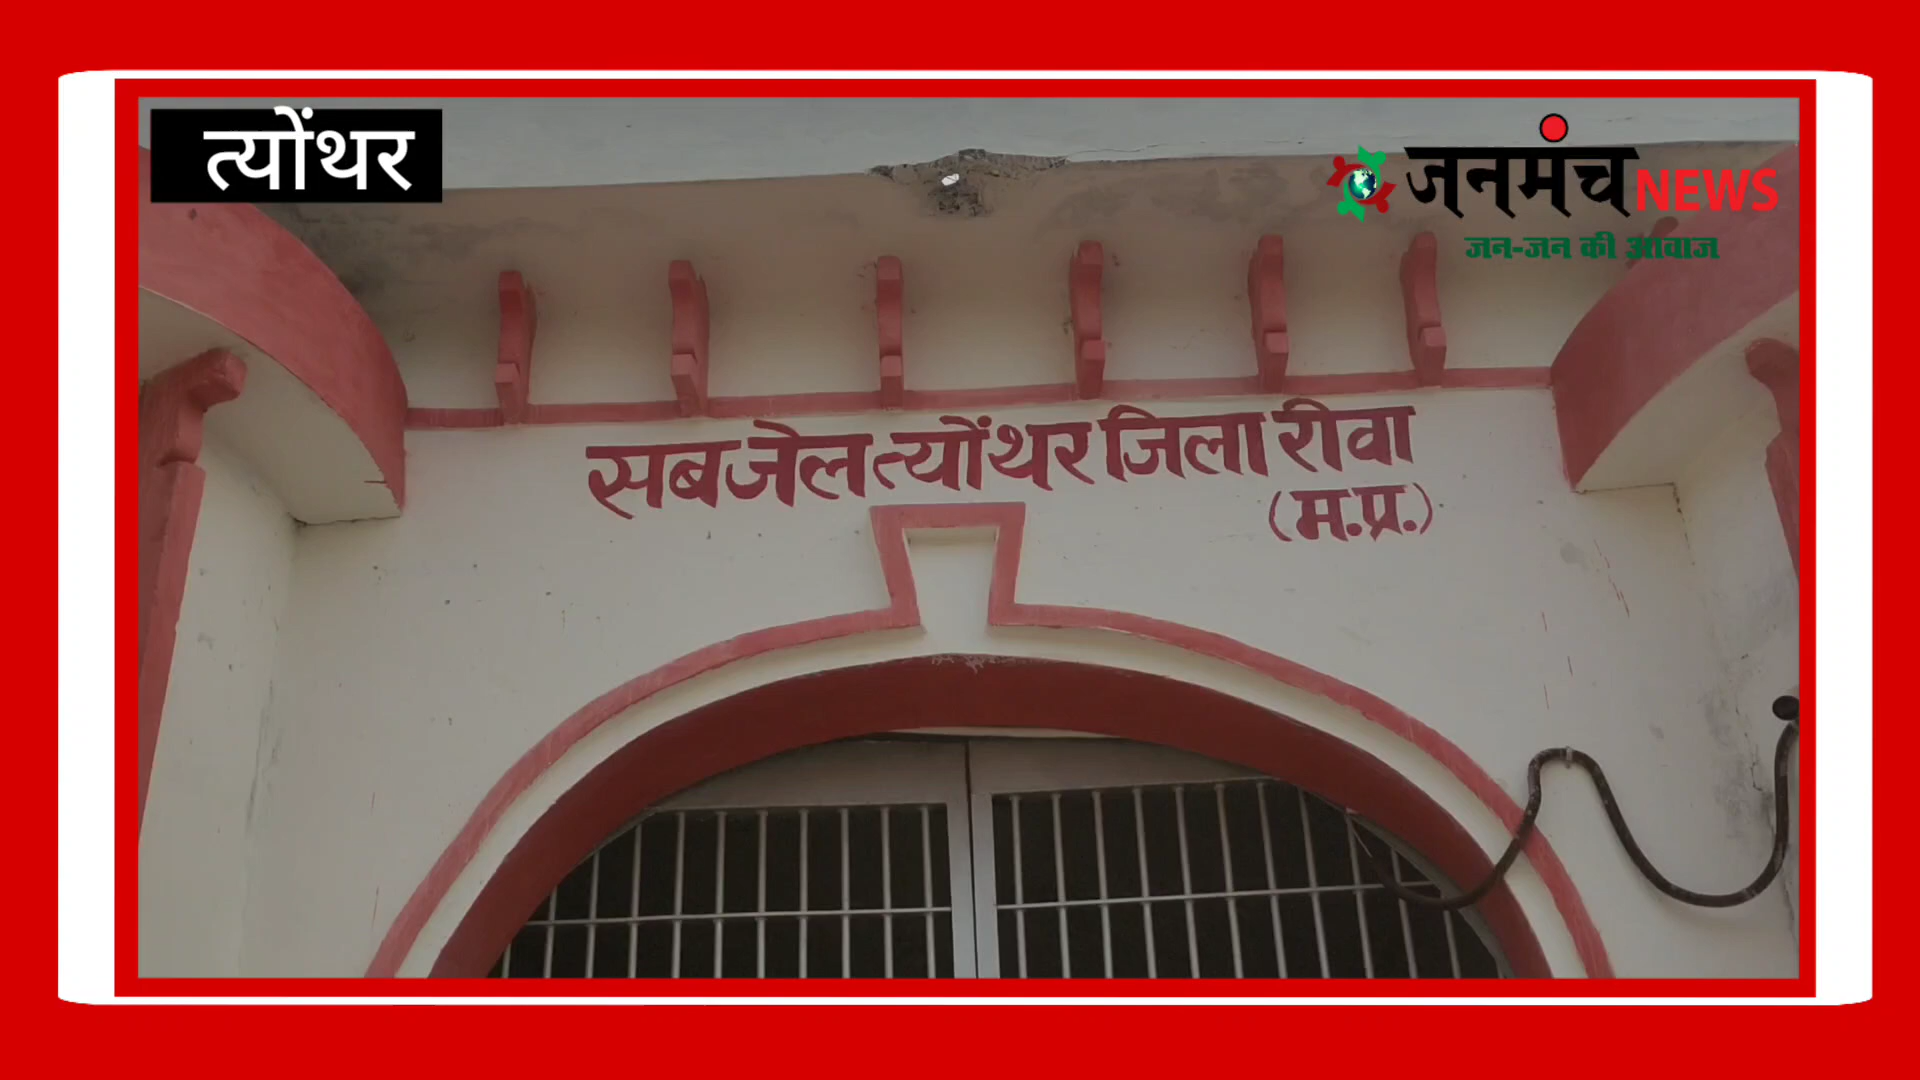 त्योंथर
जनमंच NEWS
जन-जन की आवाज
सबजेल त्योंथर जिला रीवा
(म.प्र.)